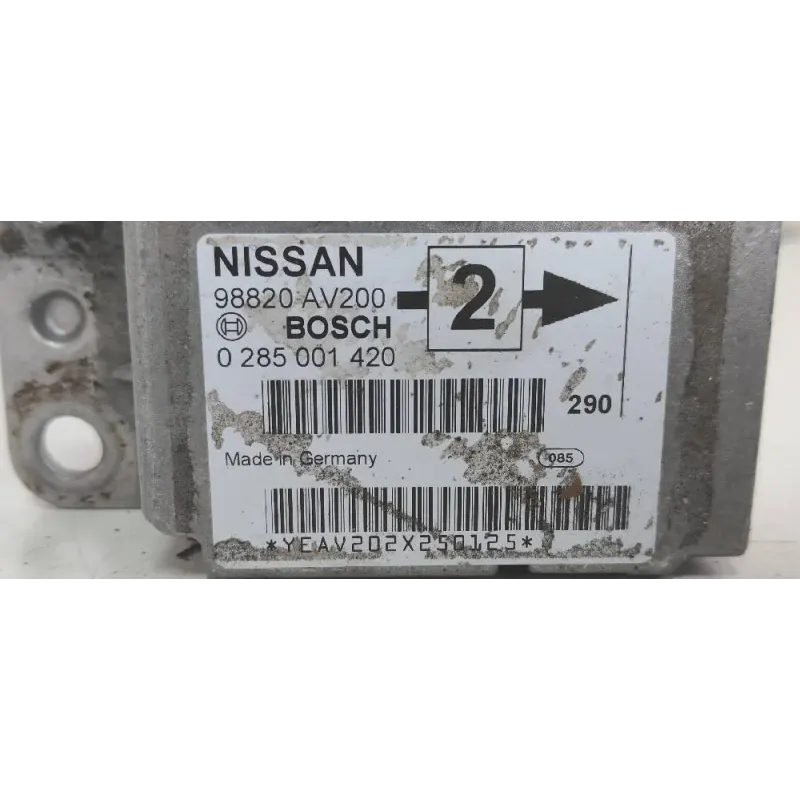 NISSAN
98820 AV200
2
BOSCH
0 285 001 420
290
Made in Germany
085
*YEAV202X250125*